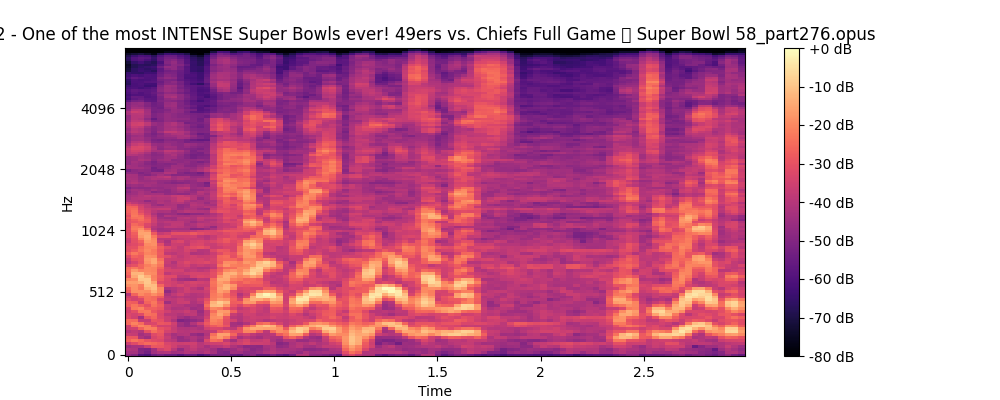 2 - One of the most INTENSE Super Bowls ever! 49ers vs. Chiefs Full Game  Super Bowl 58_part276.opus
+0 dB
4096
-10 dB
-20 dB
2048
-30 dB
Hz
-40 dB
1024
-50 dB
512
-60 dB
-70 dB
0
-80 dB
0
0.5
1
1.5
2
2.5
Time